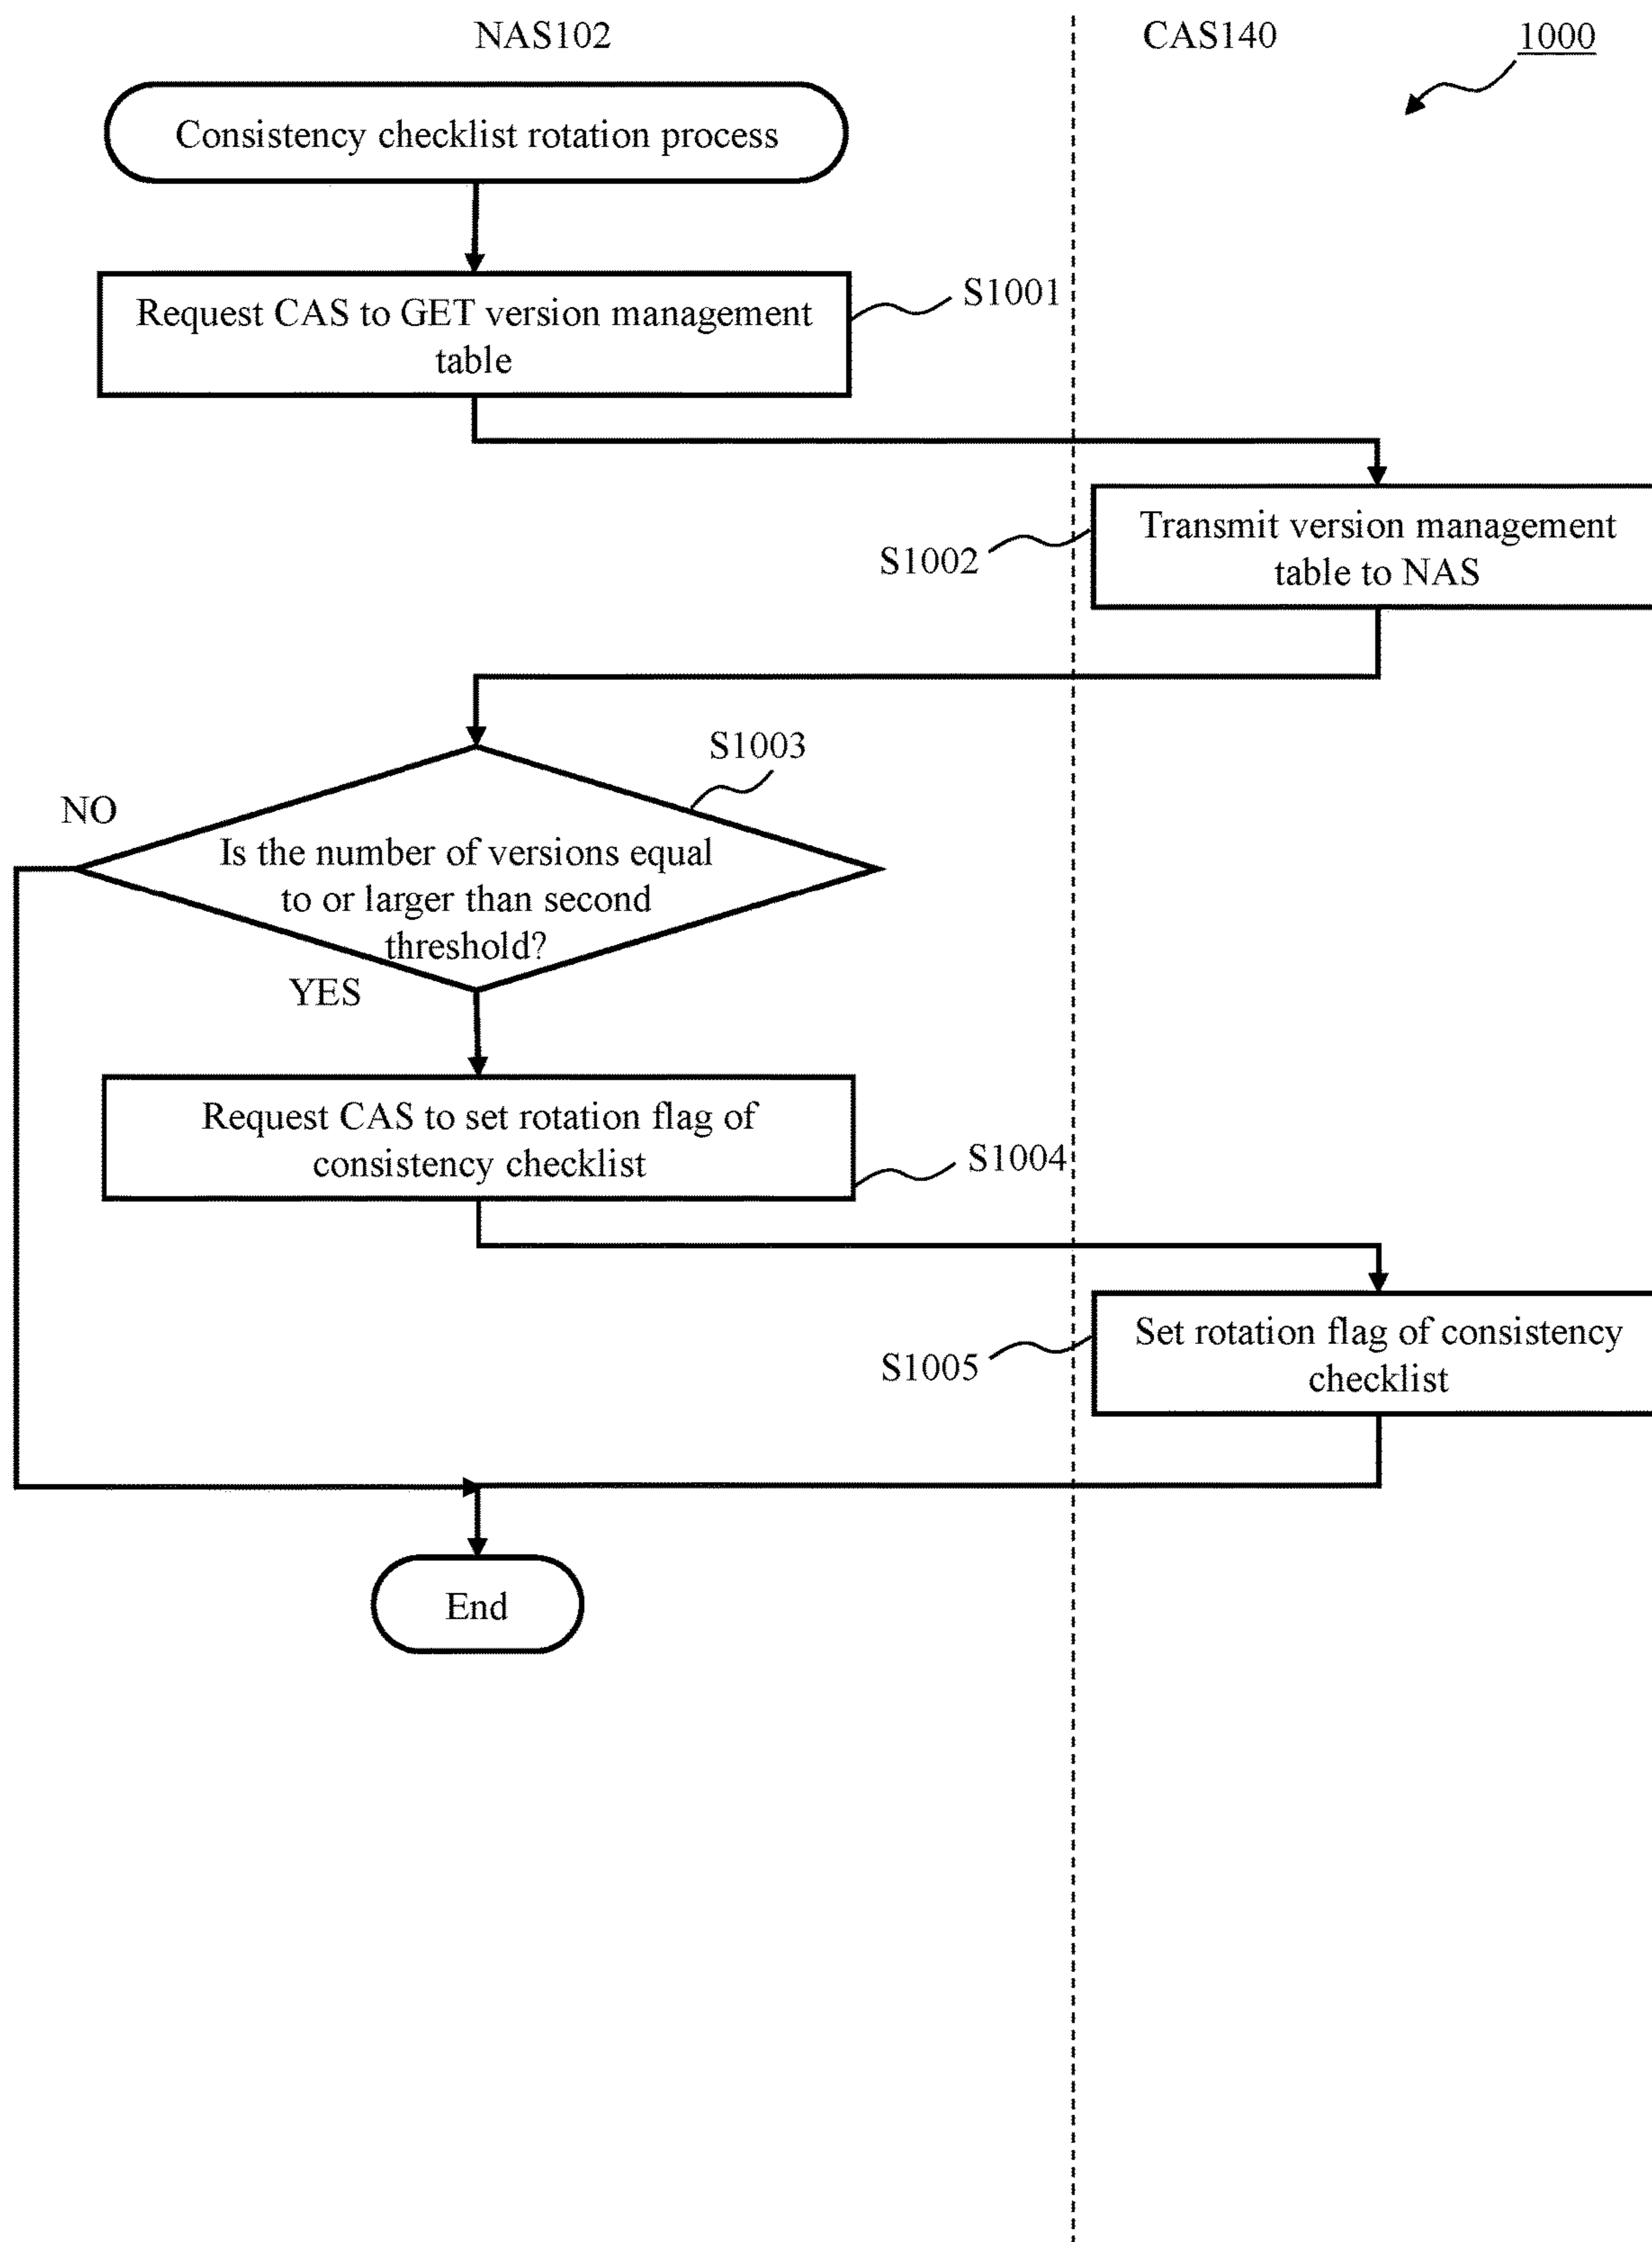 NAS102
CAS140
1000
Consistency checklist rotation process
Request CAS to GET version management
table
S1001
Transmit version management
table to NAS
S1002
S1003
NO
Is the number of versions equal
to or larger than second
threshold?
YES
Request CAS to set rotation flag of
consistency checklist
S1004
Set rotation flag of consistency
checklist
S1005
End